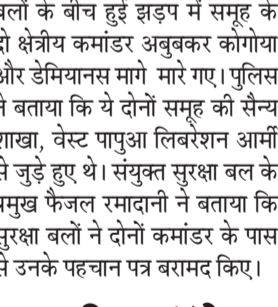 बलों के बीच हुई झड़प में समूह के
दो क्षेत्रीय कमांडर अबुबकर कोगोया
और डेमियानस मागे मारे गए। पुलिस
ने बताया कि ये दोनों समूह की सैन्य
शाखा, वेस्ट पापुआ लिबरेशन आर्मी
से जुड़े हुए थे। संयुक्त सुरक्षा बल के
प्रमुख फैजल रमादानी ने बताया कि
सुरक्षा बलों ने दोनों कमांडर के पास
से उनके पहचान पत्र बरामद किए।